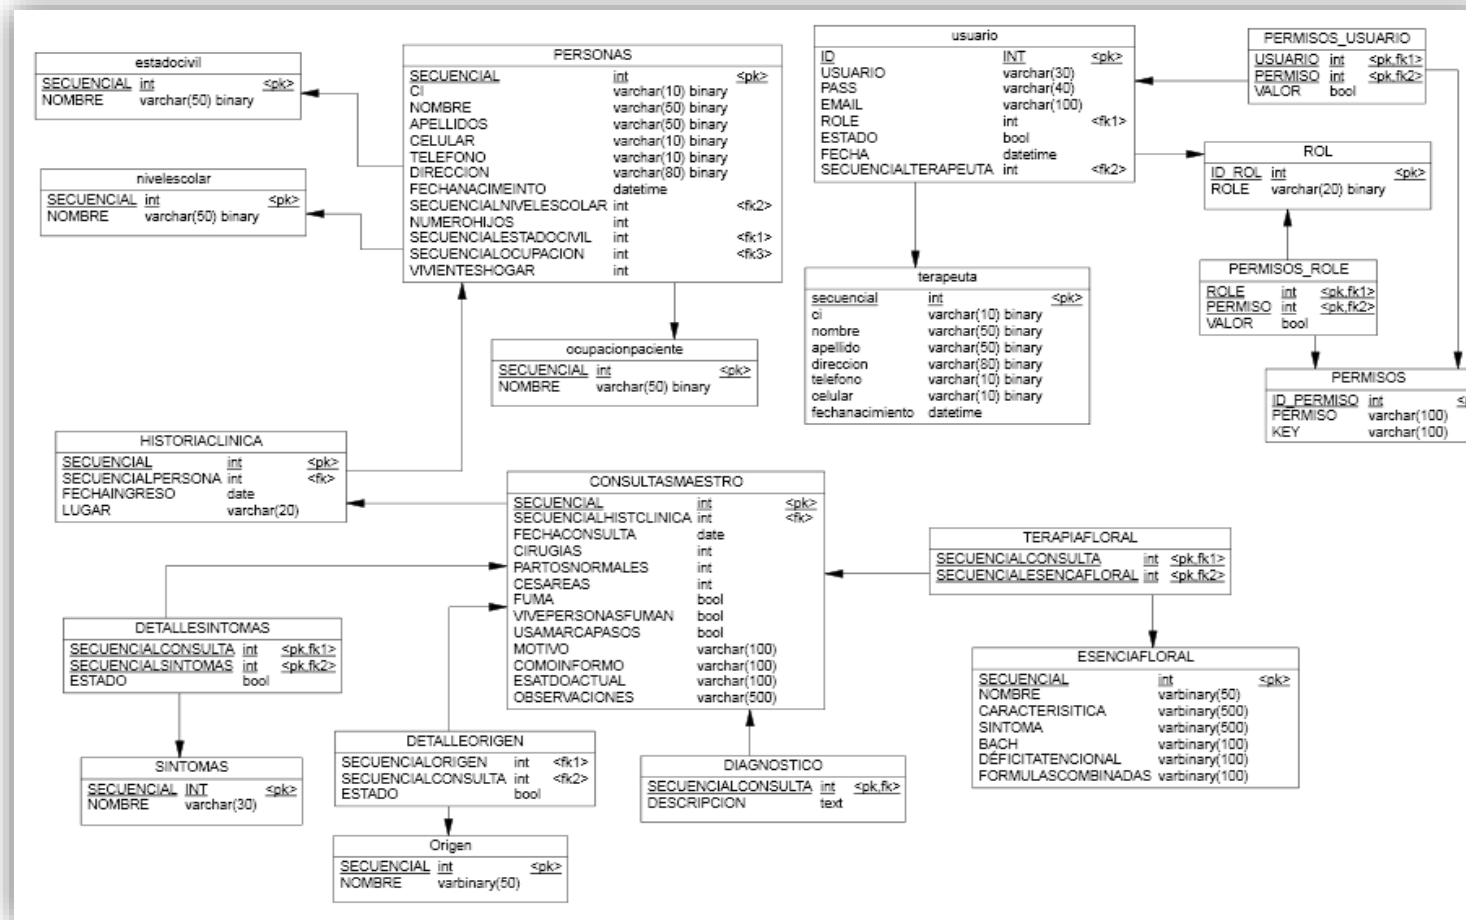 estadocivil
SECUENCIAL int <pk>
NOMBRE varchar(50) binary
nivelescolar
SECUENCIAL int <pk>
NOMBRE varchar(50) binary
PERSONAS
SECUENCIAL int <pk>
CI varchar(10) binary
NOMBRE varchar(50) binary
APELLIDOS varchar(50) binary
CELULAR varchar(10) binary
TELEFONO varchar(10) binary
DIRECCION varchar(80) binary
FECHANACIMEINTO datetime
SECUENCIALNIVELESCOLAR int <fk2>
NUMEROHIJOS int
SECUENCIALESTADOCIVIL int <fk1>
SECUENCIALOCUPACION int <fk3>
VIVIENTESHOGAR int
ocupacionpaciente
SECUENCIAL int <pk>
NOMBRE varchar(50) binary
usuario
ID INT <pk>
USUARIO varchar(30)
PASS varchar(40)
EMAIL varchar(100)
ROLE int <fk1>
ESTADO bool
FECHA datetime
SECUENCIALTERAPEUTA int <fk2>
PERMISOS_USUARIO
USUARIO int <pk,fk1>
PERMISO int <pk,fk2>
VALOR bool
ROL
ID_ROL int <pk>
ROLE varchar(20) binary
terapeuta
secuencial int <pk>
ci varchar(10) binary
nombre varchar(50) binary
apellido varchar(50) binary
direccion varchar(80) binary
telefono varchar(10) binary
celular varchar(10) binary
fechanacimiento datetime
PERMISOS_ROLE
ROLE int <pk,fk1>
PERMISO int <pk,fk2>
VALOR bool
PERMISOS
ID_PERMISO int
PERMISO varchar(100)
KEY varchar(100)
HISTORIACLINICA
SECUENCIAL int <pk>
SECUENCIALPERSONA int <fk>
FECHAINGRESO date
LUGAR varchar(20)
CONSULTASMAESTRO
SECUENCIAL int <pk>
SECUENCIALHISTCLINICA int <fk>
FECHACONSULTA date
CIRUGIAS int
PARTOSNORMALES int
CESAREAS int
FUMA bool
VIVEPERSONASFUMAN bool
USAMARCAPASOS bool
MOTIVO varchar(100)
COMOINFORMO varchar(100)
ESATDOACTUAL varchar(100)
OBSERVACIONES varchar(500)
TERAPIAFLORAL
SECUENCIALCONSULTA int <pk,fk1>
SECUENCIALESENCAFLORAL int <pk,fk2>
DETALLESINTOMAS
SECUENCIALCONSULTA int <pk,fk1>
SECUENCIALSINTOMAS int <pk,fk2>
ESTADO bool
ESENCIAFLORAL
SECUENCIAL int <pk>
NOMBRE varbinary(50)
CARACTERISITICA varbinary(500)
SINTOMA varbinary(500)
BACH varbinary(100)
DÉFICITATENCIONAL varbinary(100)
FORMULASCOMBINADAS varbinary(100)
SINTOMAS
SECUENCIAL INT <pk>
NOMBRE varchar(30)
DETALLEORIGEN
SECUENCIALORIGEN int <fk1>
SECUENCIALCONSULTA int <fk2>
ESTADO bool
DIAGNOSTICO
SECUENCIALCONSULTA int <pk,fk>
DESCRIPCION text
Origen
SECUENCIAL int <pk>
NOMBRE varbinary(50)